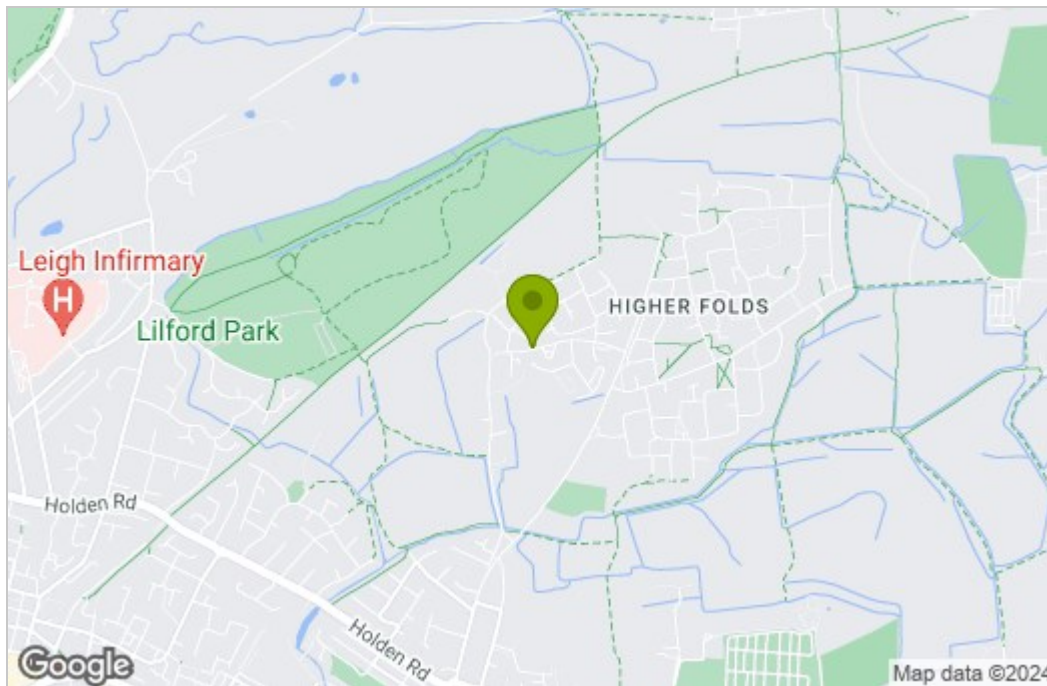 Leigh Infirmary
H
Lilford Park
HIGHER FOLDS
Holden Rd
Holden Rd
Google
Map data ©2024